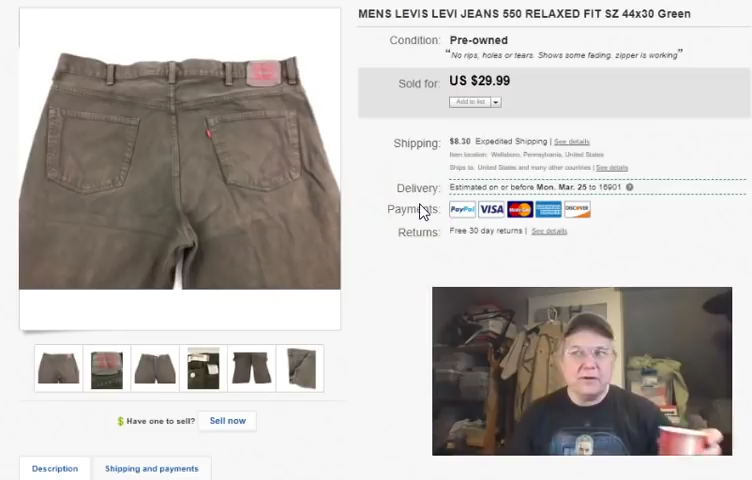 MENS LEVIS LEVI JEANS 550 RELAXED FIT SZ 44x30 Green
Condition: Pre-owned
“No rips, holes or tears. Shows some fading. zipper is working”
Sold for: US $29.99
Add to list
Shipping: $8.30 Expedited Shipping | See details
Item location: Wellsboro, Pennsylvania, United States
Ships to: United States and many other countries | See details
Delivery: Estimated on or before Mon. Mar. 25 to 16901
Payments: PayPal VISA MasterCard DISCOVER
Returns: Free 30 day returns | See details
$ Have one to sell? Sell now
Description Shipping and payments